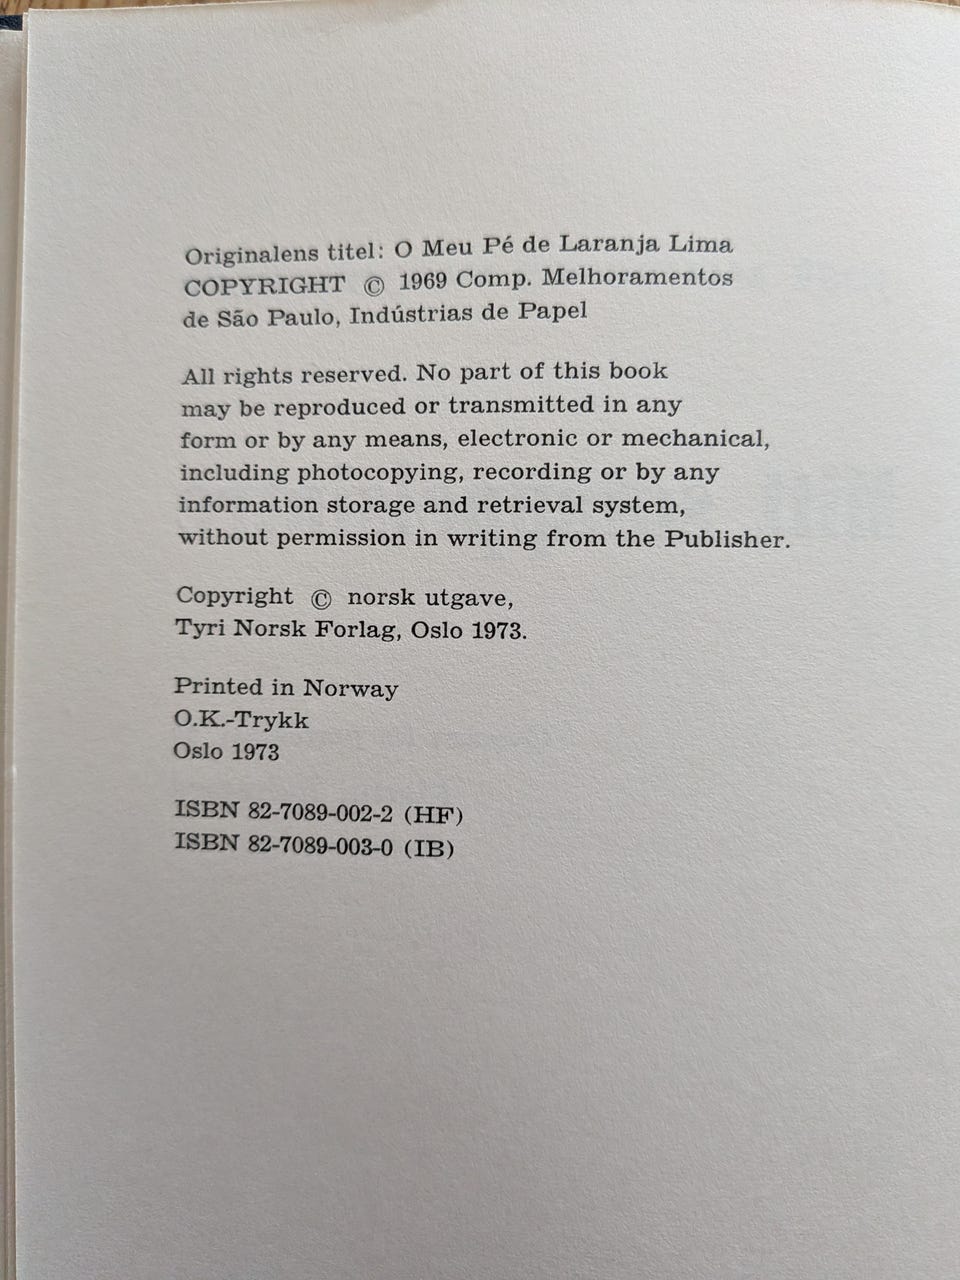 Originalens titel: O Meu Pé de Laranja Lima
COPYRIGHT © 1969 Comp. Melhoramentos
de São Paulo, Indústrias de Papel
All rights reserved. No part of this book
may be reproduced or transmitted in any
form or by any means, electronic or mechanical,
including photocopying, recording or by any
information storage and retrieval system,
without permission in writing from the Publisher.
Copyright © norsk utgave,
Tyri Norsk Forlag, Oslo 1973.
Printed in Norway
O.K.-Trykk
Oslo 1973
ISBN 82-7089-002-2 (HF)
ISBN 82-7089-003-0 (IB)